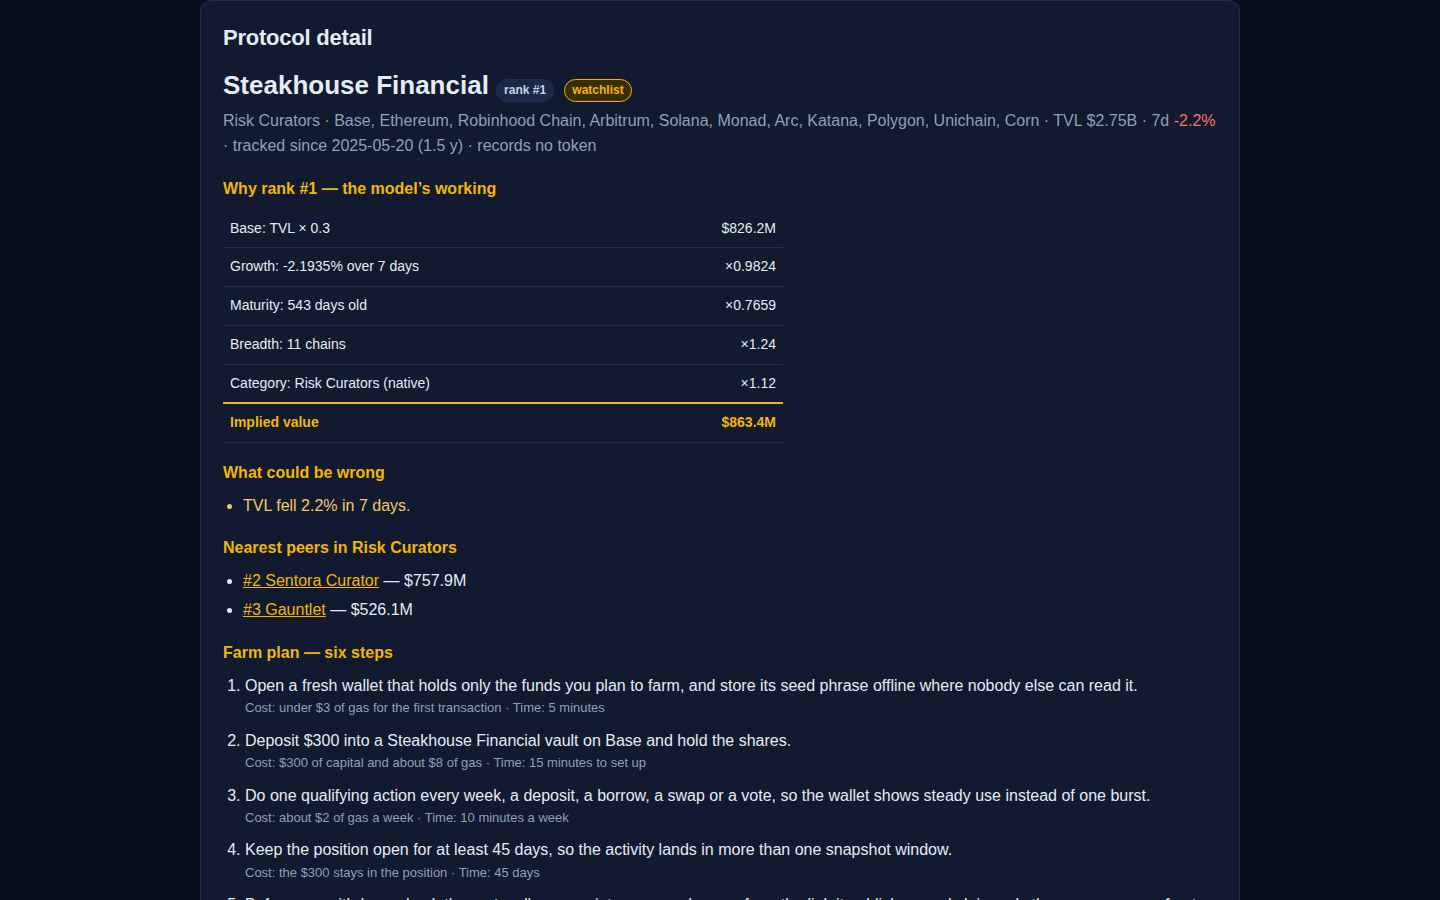 Protocol detail
Steakhouse Financial rank #1 watchlist
Risk Curators · Base, Ethereum, Robinhood Chain, Arbitrum, Solana, Monad, Arc, Katana, Polygon, Unichain, Corn · TVL $2.75B · 7d -2.2%
· tracked since 2025-05-20 (1.5 y) · records no token
Why rank #1 — the model’s working
Base: TVL × 0.3 $826.2M
Growth: -2.1935% over 7 days ×0.9824
Maturity: 543 days old ×0.7659
Breadth: 11 chains ×1.24
Category: Risk Curators (native) ×1.12
Implied value $863.4M
What could be wrong
• TVL fell 2.2% in 7 days.
Nearest peers in Risk Curators
• #2 Sentora Curator — $757.9M
• #3 Gauntlet — $526.1M
Farm plan — six steps
1. Open a fresh wallet that holds only the funds you plan to farm, and store its seed phrase offline where nobody else can read it.
Cost: under $3 of gas for the first transaction · Time: 5 minutes
2. Deposit $300 into a Steakhouse Financial vault on Base and hold the shares.
Cost: $300 of capital and about $8 of gas · Time: 15 minutes to set up
3. Do one qualifying action every week, a deposit, a borrow, a swap or a vote, so the wallet shows steady use instead of one burst.
Cost: about $2 of gas a week · Time: 10 minutes a week
4. Keep the position open for at least 45 days, so the activity lands in more than one snapshot window.
Cost: the $300 stays in the position · Time: 45 days